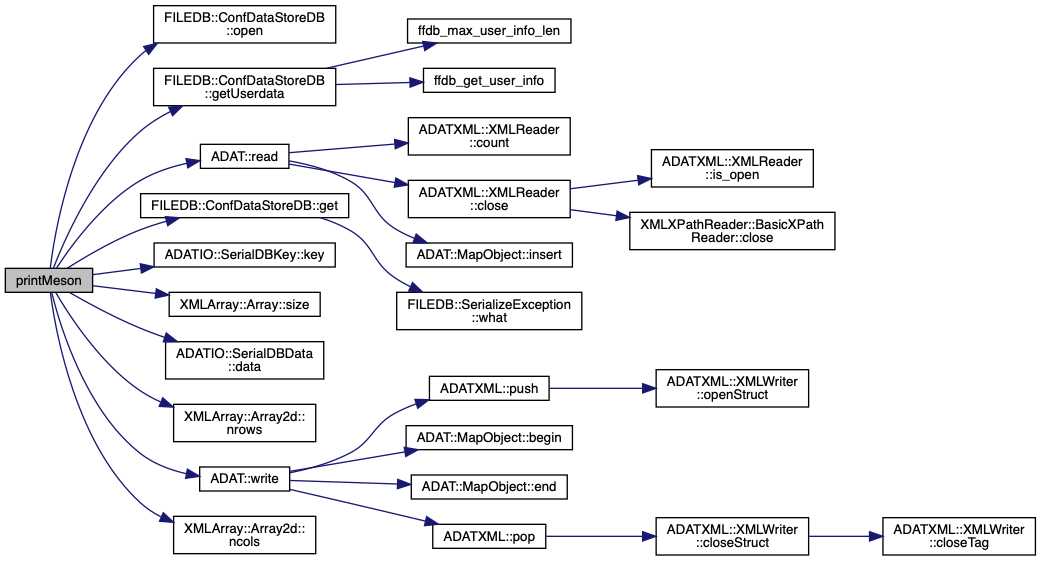 printMeson
FILEDB::ConfDataStoreDB
::open
FILEDB::ConfDataStoreDB
::getUserdata
ffdb_max_user_info_len
ffdb_get_user_info
ADAT::read
ADATXML::XMLReader
::count
ADATXML::XMLReader
::close
ADATXML::XMLReader
::is_open
XMLXPathReader::BasicXPath
Reader::close
ADAT::MapObject::insert
FILEDB::ConfDataStoreDB::get
FILEDB::SerializeException
::what
ADATIO::SerialDBKey::key
XMLArray::Array::size
ADATIO::SerialDBData
::data
XMLArray::Array2d::
nrows
ADAT::write
ADATXML::push
ADATXML::XMLWriter
::openStruct
ADAT::MapObject::begin
ADAT::MapObject::end
ADATXML::pop
ADATXML::XMLWriter
::closeStruct
ADATXML::XMLWriter
::closeTag
XMLArray::Array2d::
ncols